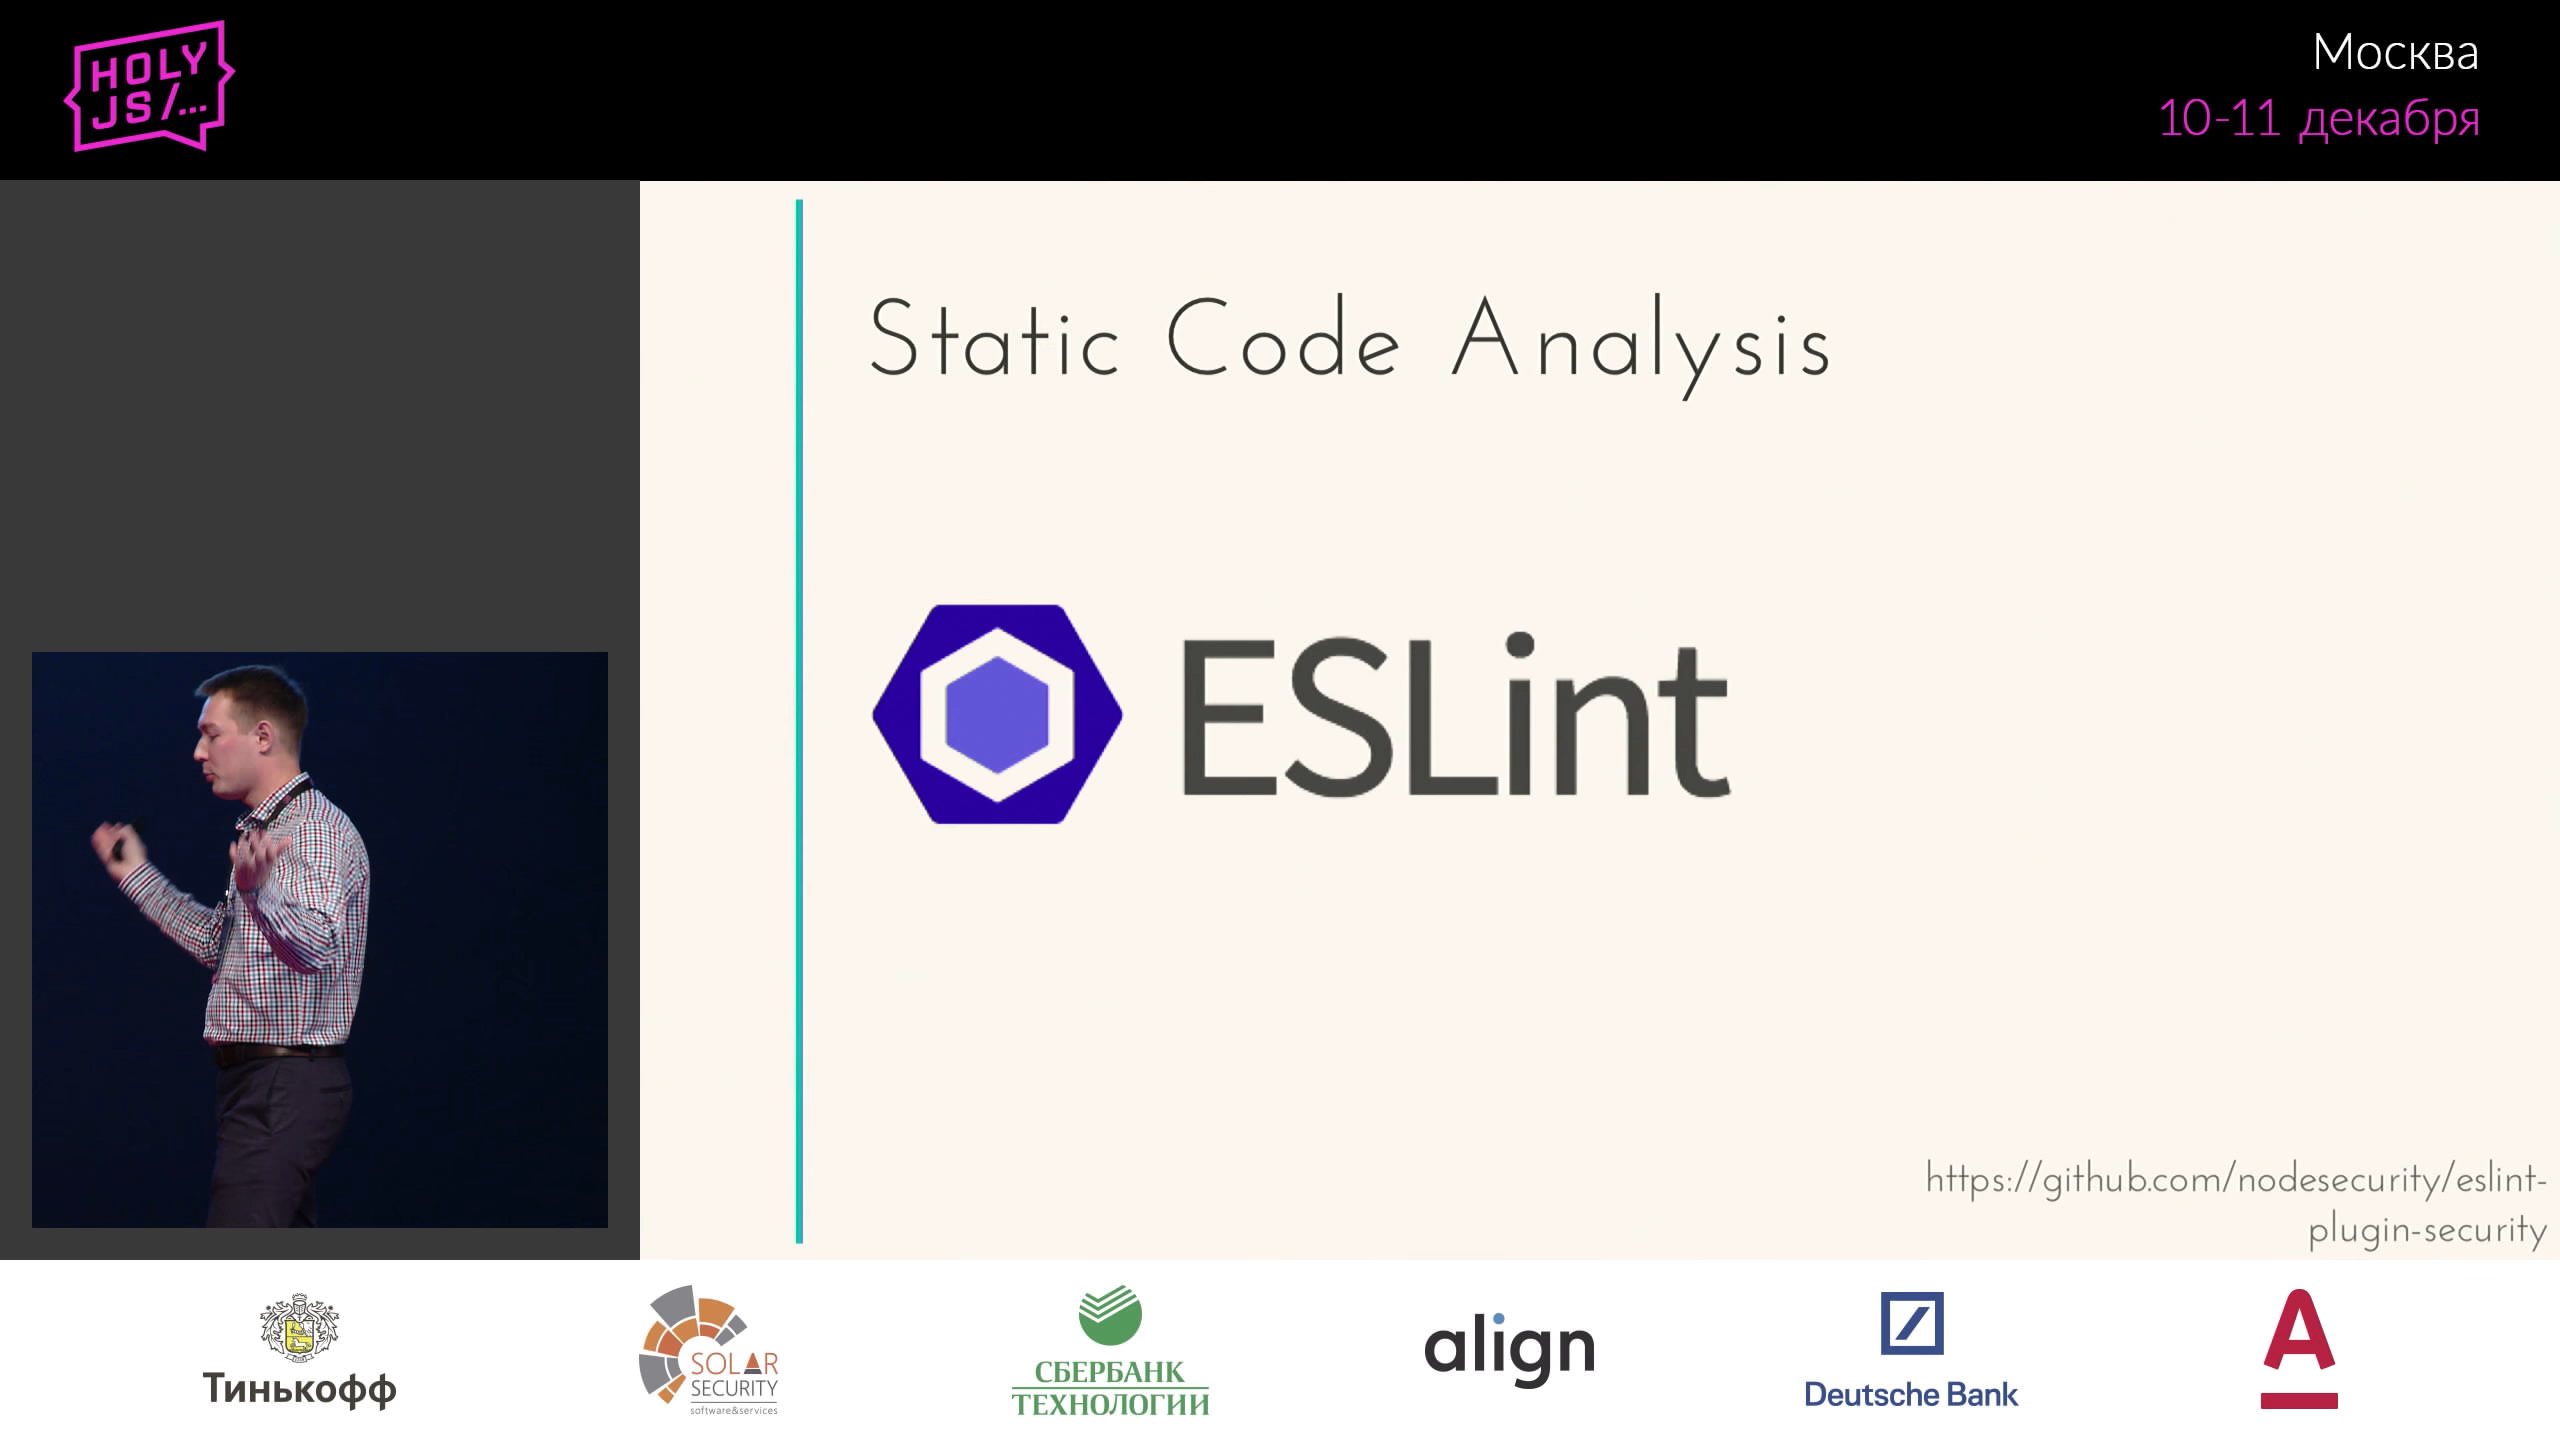 HOLY
JS/...
Москва
10-11 декабря
Static Code Analysis
ESLint
https://github.com/nodesecurity/eslint-
plugin-security
Тинькофф
SOLAR
SECURITY
software&services
СБЕРБАНК
ТЕХНОЛОГИИ
align
Deutsche Bank
А